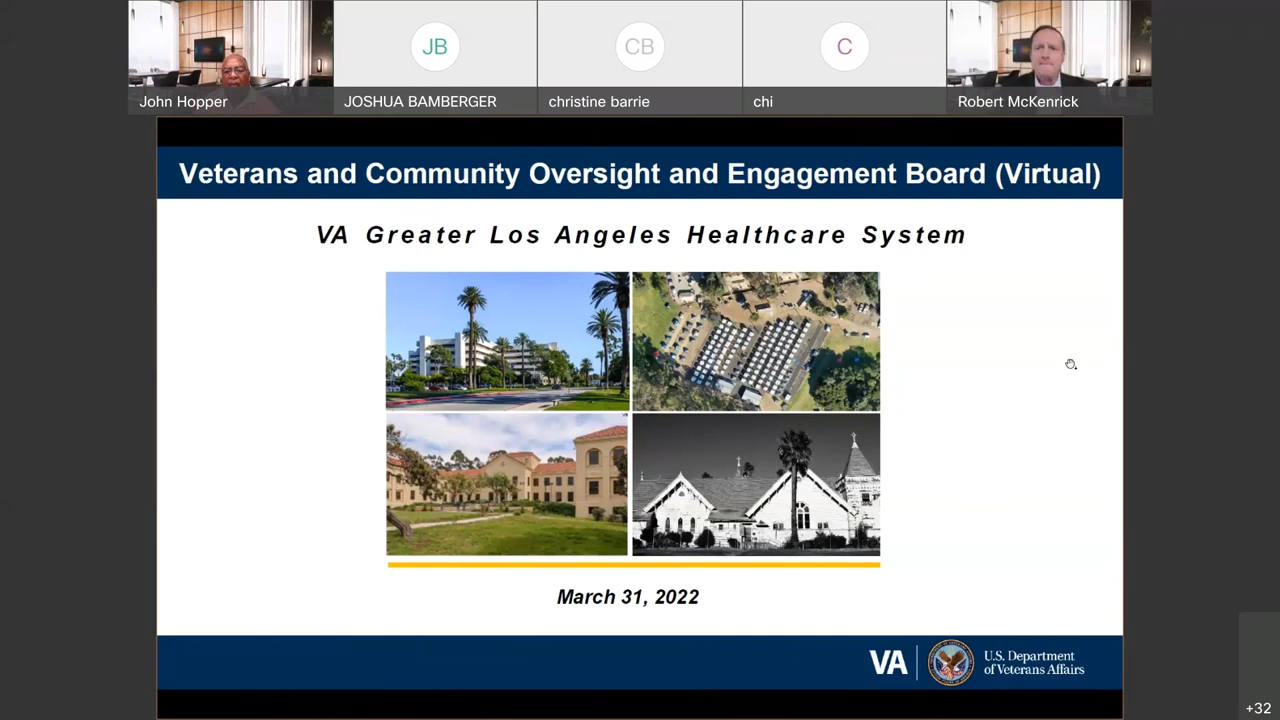 JB
CB
C
John Hopper
JOSHUA BAMBERGER
christine barrie
chi
Robert McKenrick
Veterans and Community Oversight and Engagement Board (Virtual)
VA Greater Los Angeles Healthcare System
March 31, 2022
VA
U.S. Department
of Veterans Affairs
+32